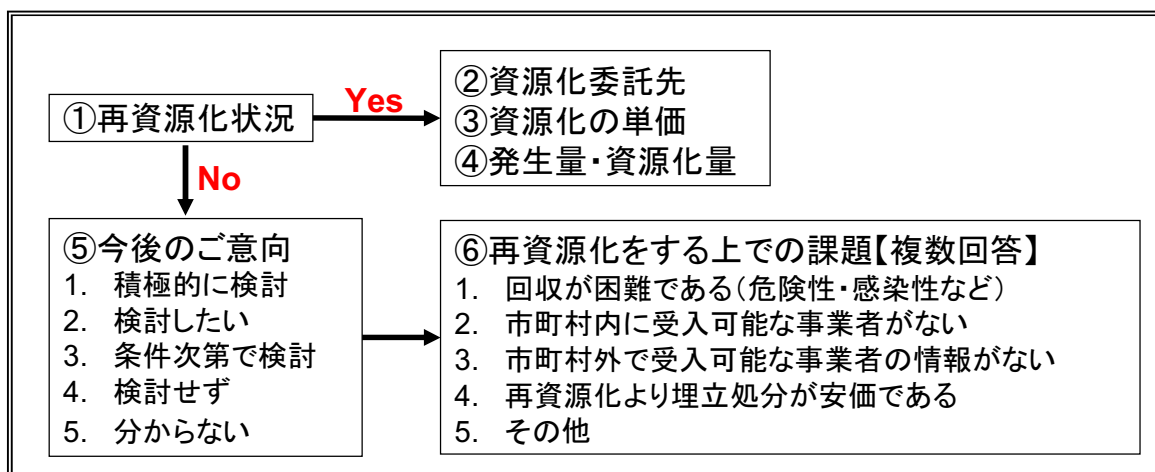 ①再資源化状況
Yes
②資源化委託先
③資源化の単価
④発生量・資源化量
No
⑤今後のご意向
1. 積極的に検討
2. 検討したい
3. 条件次第で検討
4. 検討せず
5. 分からない
⑥再資源化をする上での課題【複数回答】
1. 回収が困難である(危険性・感染性など)
2. 市町村内に受入可能な事業者がない
3. 市町村外で受入可能な事業者の情報がない
4. 再資源化より埋立処分が安価である
5. その他